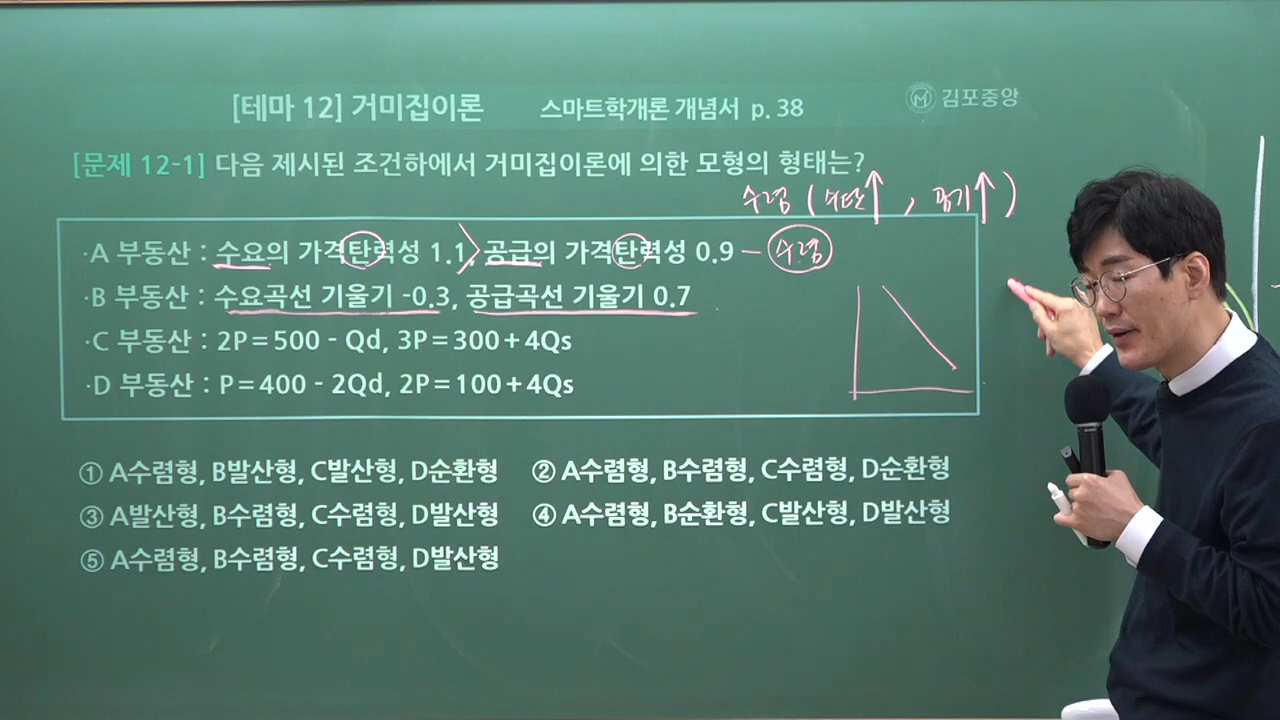 [테마 12] 거미집이론 스마트학개론 개념서 p. 38 김포중앙
[문제 12-1] 다음 제시된 조건하에서 거미집이론에 의한 모형의 형태는?
수렴 (수탄↑, 공기↑)
·A 부동산 : 수요의 가격탄력성 1.1 > 공급의 가격탄력성 0.9 - 수렴
·B 부동산 : 수요곡선 기울기 -0.3, 공급곡선 기울기 0.7
·C 부동산 : 2P=500 - Qd, 3P=300+4Qs
·D 부동산 : P=400 - 2Qd, 2P=100+4Qs
① A수렴형, B발산형, C발산형, D순환형 ② A수렴형, B수렴형, C수렴형, D순환형
③ A발산형, B수렴형, C수렴형, D발산형 ④ A수렴형, B순환형, C발산형, D발산형
⑤ A수렴형, B수렴형, C수렴형, D발산형